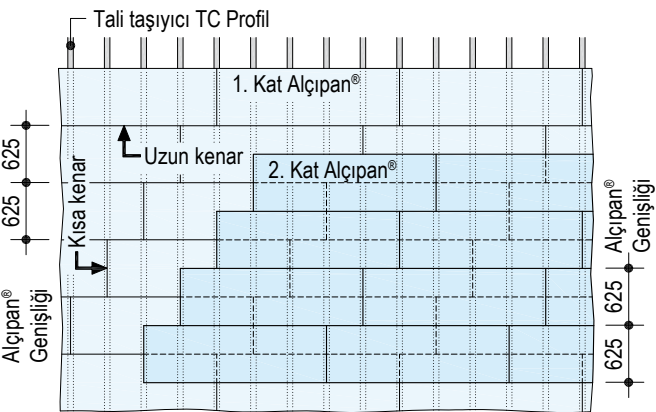 Tali taşıyıcı TC Profil
1. Kat Alçıpan®
Uzun kenar
2. Kat Alçıpan®
625
625
Kısa kenar
Alçıpan®
Genişliği
Alçıpan®
Genişliği
625
625